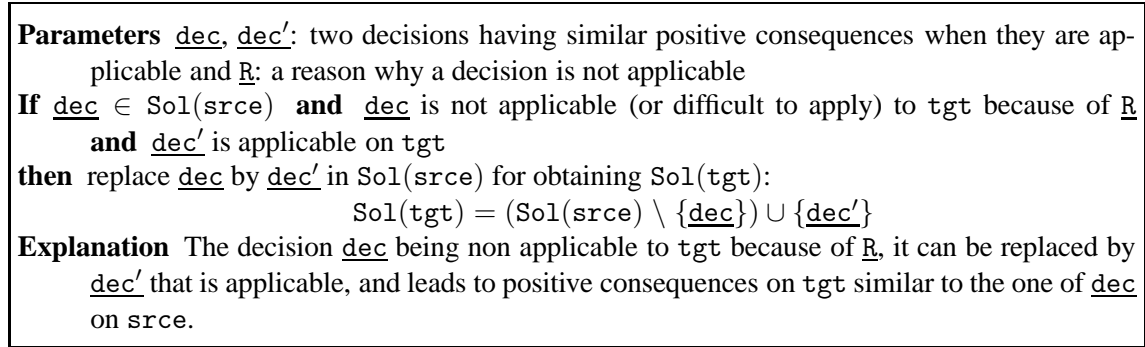 Parameters dec, dec′: two decisions having similar positive consequences when they are ap-
plicable and R: a reason why a decision is not applicable
If dec ∈ Sol(srce) and dec is not applicable (or difficult to apply) to tgt because of R
and dec′ is applicable on tgt
then replace dec by dec′ in Sol(srce) for obtaining Sol(tgt):
Sol(tgt) = (Sol(srce) \ {dec}) ∪ {dec′}
Explanation The decision dec being non applicable to tgt because of R, it can be replaced by
dec′ that is applicable, and leads to positive consequences on tgt similar to the one of dec
on srce.